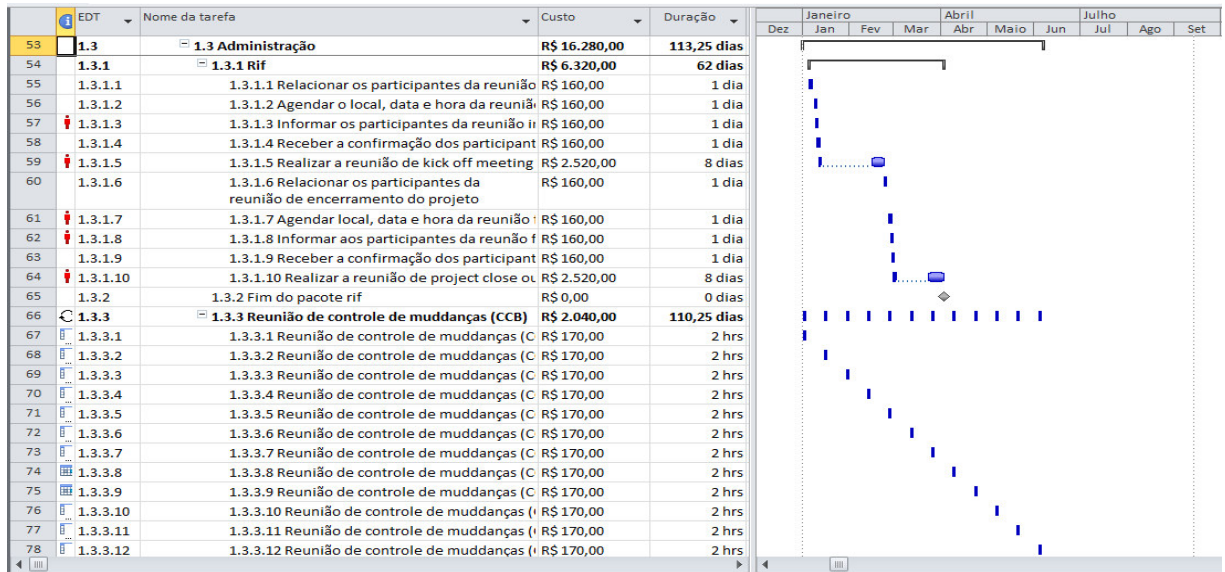 EDT Nome da tarefa Custo Duração Janeiro Abril Julho
Dez Jan Fev Mar Abr Maio Jun Jul Ago Set
53 1.3 1.3 Administração R$ 16.280,00 113,25 dias
54 1.3.1 1.3.1 Rif R$ 6.320,00 62 dias
55 1.3.1.1 1.3.1.1 Relacionar os participantes da reunião R$ 160,00 1 dia
56 1.3.1.2 1.3.1.2 Agendar o local, data e hora da reuniã R$ 160,00 1 dia
57 1.3.1.3 1.3.1.3 Informar os participantes da reunião i R$ 160,00 1 dia
58 1.3.1.4 1.3.1.4 Receber a confirmação dos participant R$ 160,00 1 dia
59 1.3.1.5 1.3.1.5 Realizar a reunião de kick off meeting R$ 2.520,00 8 dias
60 1.3.1.6 1.3.1.6 Relacionar os participantes da R$ 160,00 1 dia
reunião de encerramento do projeto
61 1.3.1.7 1.3.1.7 Agendar local, data e hora da reunião R$ 160,00 1 dia
62 1.3.1.8 1.3.1.8 Informar aos participantes da reunão f R$ 160,00 1 dia
63 1.3.1.9 1.3.1.9 Receber a confirmação dos participant R$ 160,00 1 dia
64 1.3.1.10 1.3.1.10 Realizar a reunião de project close ou R$ 2.520,00 8 dias
65 1.3.2 1.3.2 Fim do pacote rif R$ 0,00 0 dias
66 1.3.3 1.3.3 Reunião de controle de muddanças (CCB) R$ 2.040,00 110,25 dias
67 1.3.3.1 1.3.3.1 Reunião de controle de muddanças (C R$ 170,00 2 hrs
68 1.3.3.2 1.3.3.2 Reunião de controle de muddanças (C R$ 170,00 2 hrs
69 1.3.3.3 1.3.3.3 Reunião de controle de muddanças (C R$ 170,00 2 hrs
70 1.3.3.4 1.3.3.4 Reunião de controle de muddanças (C R$ 170,00 2 hrs
71 1.3.3.5 1.3.3.5 Reunião de controle de muddanças (C R$ 170,00 2 hrs
72 1.3.3.6 1.3.3.6 Reunião de controle de muddanças (C R$ 170,00 2 hrs
73 1.3.3.7 1.3.3.7 Reunião de controle de muddanças (C R$ 170,00 2 hrs
74 1.3.3.8 1.3.3.8 Reunião de controle de muddanças (C R$ 170,00 2 hrs
75 1.3.3.9 1.3.3.9 Reunião de controle de muddanças (C R$ 170,00 2 hrs
76 1.3.3.10 1.3.3.10 Reunião de controle de muddanças ( R$ 170,00 2 hrs
77 1.3.3.11 1.3.3.11 Reunião de controle de muddanças ( R$ 170,00 2 hrs
78 1.3.3.12 1.3.3.12 Reunião de controle de muddanças ( R$ 170,00 2 hrs